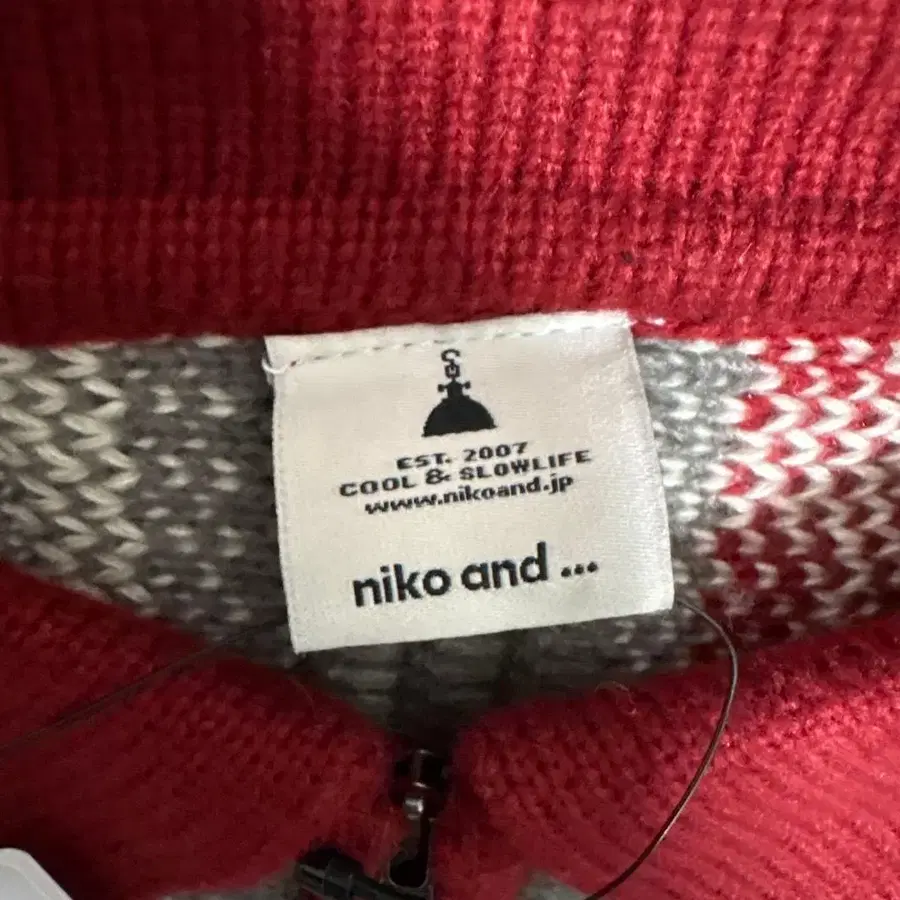 EST. 2007
COOL & SLOWLIFE
www.nikoand.jp
niko and ...